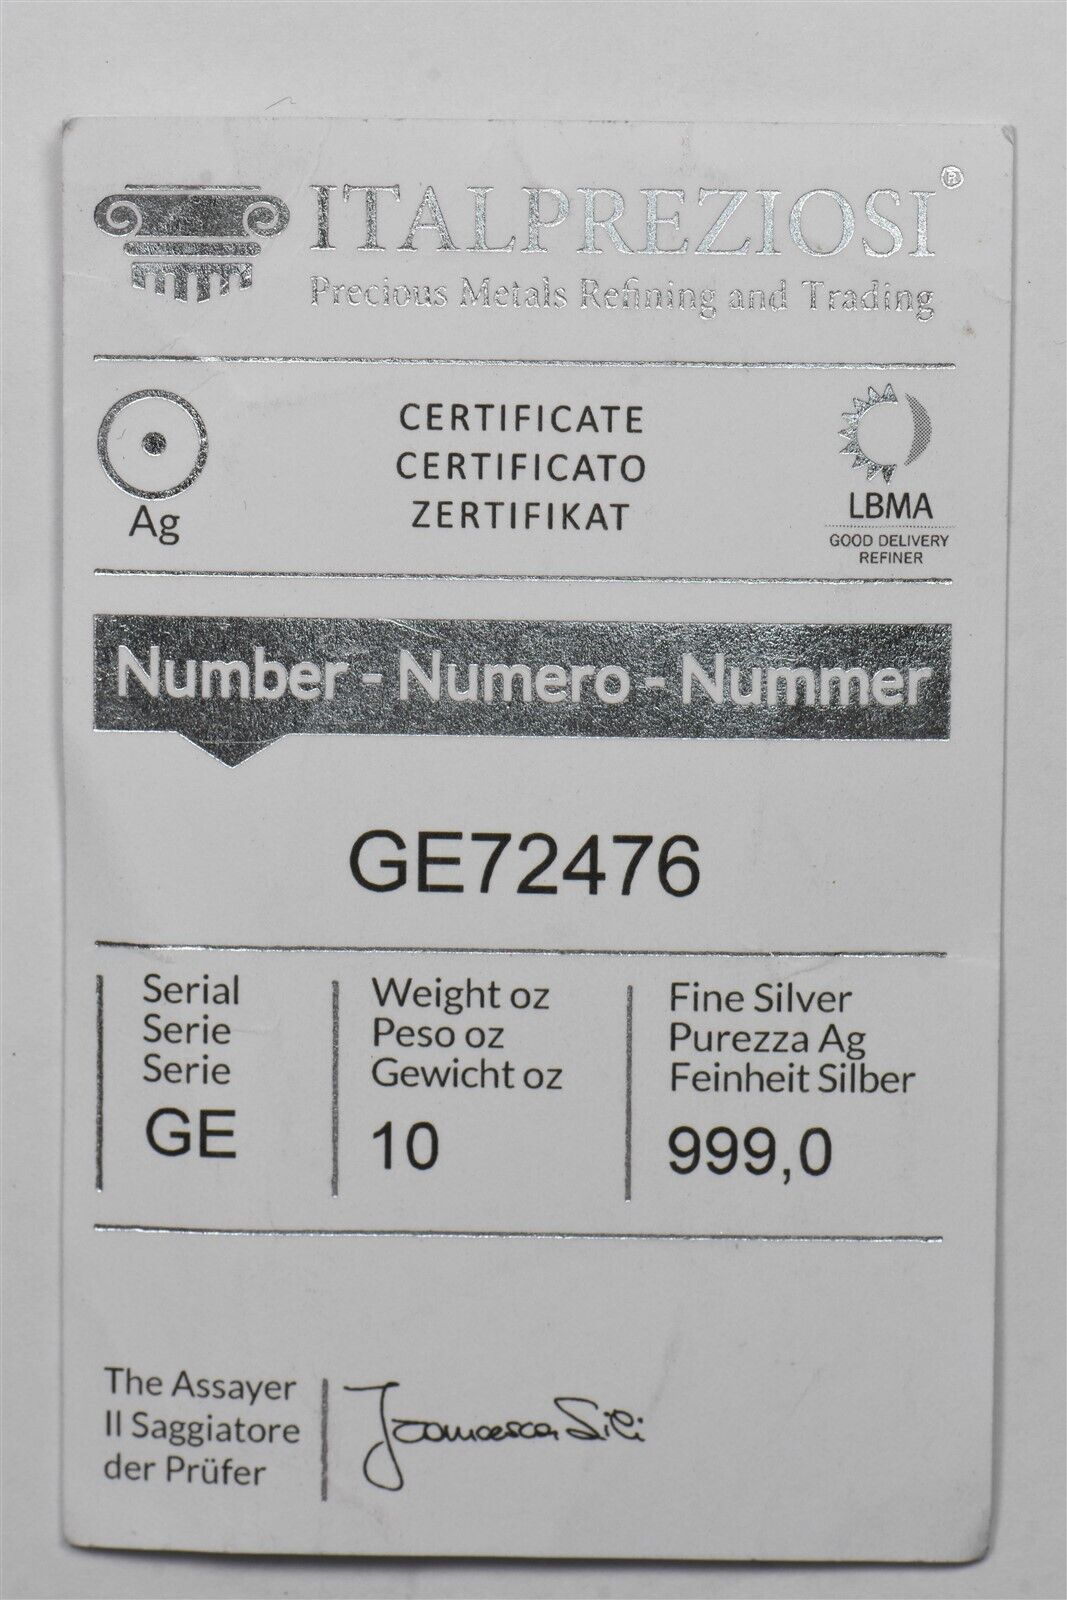 ITALPREZIOSI®
Precious Metals Refining and Trading
Ag
CERTIFICATE
CERTIFICATO
ZERTIFIKAT
LBMA
GOOD DELIVERY
REFINER
Number - Numero - Nummer
GE72476
Serial
Serie
Serie
GE
Weight oz
Peso oz
Gewicht oz
10
Fine Silver
Purezza Ag
Feinheit Silber
999,0
The Assayer
Il Saggiatore
der Prüfer
Francesca Sili